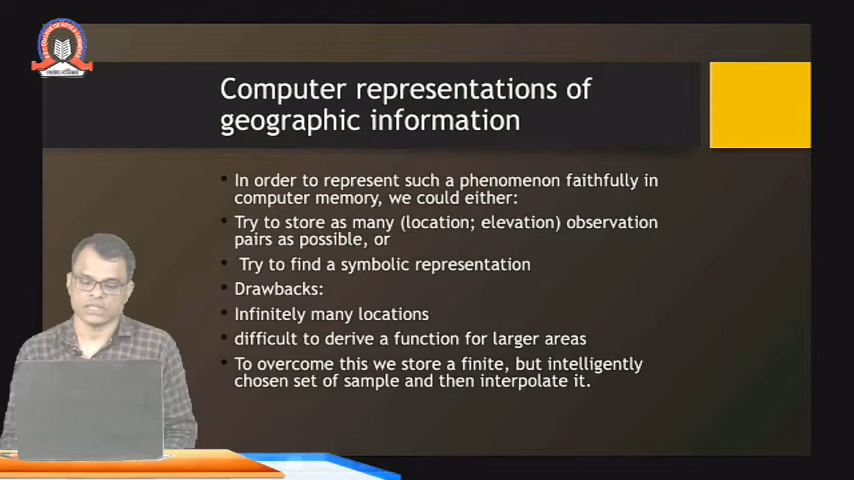 Computer representations of
geographic information
• In order to represent such a phenomenon faithfully in
computer memory, we could either:
• Try to store as many (location; elevation) observation
pairs as possible, or
• Try to find a symbolic representation
• Drawbacks:
• Infinitely many locations
• difficult to derive a function for larger areas
• To overcome this we store a finite, but intelligently
chosen set of sample and then interpolate it.